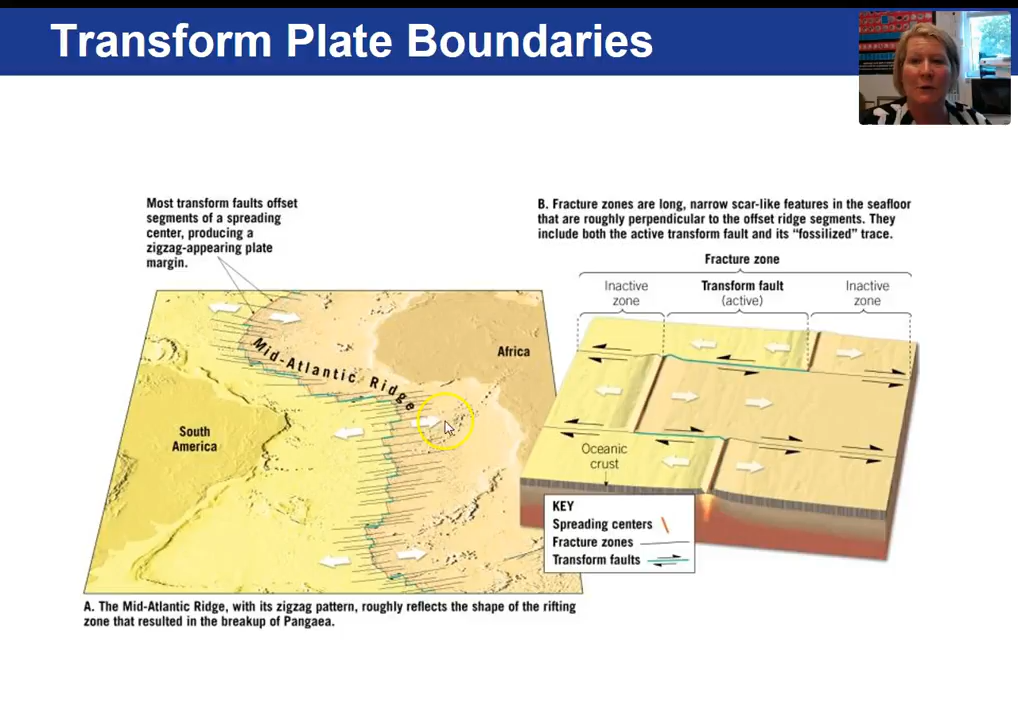 Transform Plate Boundaries
Most transform faults offset
segments of a spreading
center, producing a
zigzag-appearing plate
margin.
Mid-Atlantic Ridge
Africa
South
America
A. The Mid-Atlantic Ridge, with its zigzag pattern, roughly reflects the shape of the rifting
zone that resulted in the breakup of Pangaea.
B. Fracture zones are long, narrow scar-like features in the seafloor
that are roughly perpendicular to the offset ridge segments. They
include both the active transform fault and its “fossilized” trace.
Fracture zone
Inactive
zone
Transform fault
(active)
Inactive
zone
Oceanic
crust
KEY
Spreading centers
Fracture zones
Transform faults